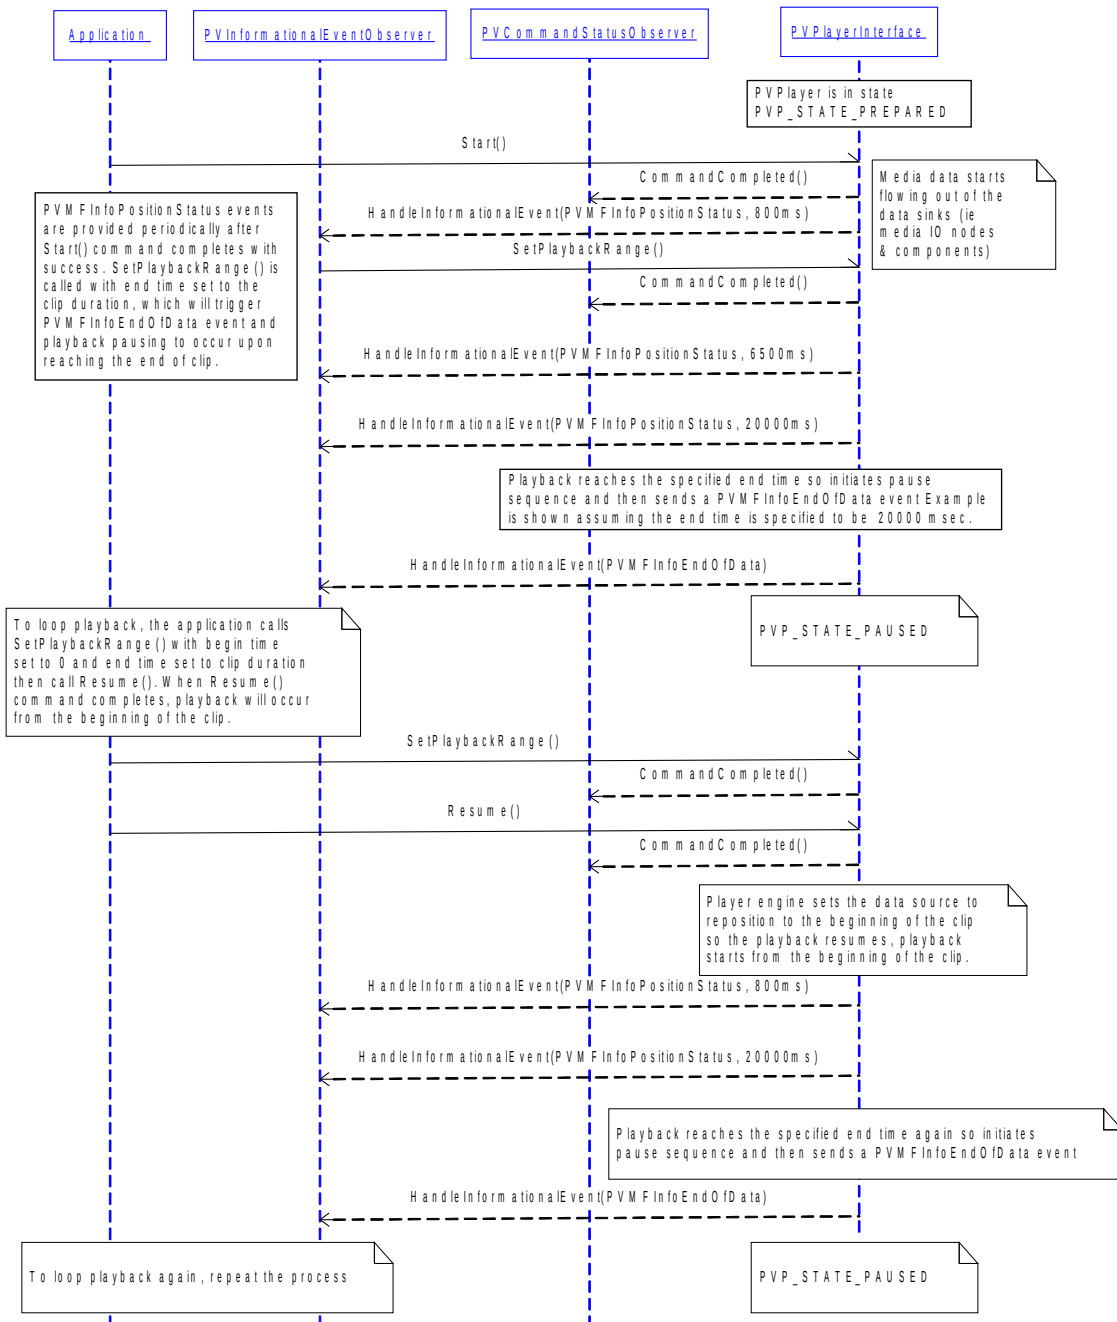 Application
PVInformationalEventObserver
PVCommandStatusObserver
PVPlayerInterface
PVPlayer is in state
PVP_STATE_PREPARED
Start()
CommandCompleted()
Media data starts
flowing out of the
data sinks (ie
media IO nodes
& components)
PVMFInfoPositionStatus events
are provided periodically after
Start() command completes with
success. SetPlaybackRange() is
called with end time set to the
clip duration, which will trigger
PVMFInfoEndOfData event and
playback pausing to occur upon
reaching the end of clip.
HandleInformationalEvent(PVMFInfoPositionStatus, 800ms)
SetPlaybackRange()
CommandCompleted()
HandleInformationalEvent(PVMFInfoPositionStatus, 6500ms)
HandleInformationalEvent(PVMFInfoPositionStatus, 20000ms)
Playback reaches the specified end time so initiates pause
sequence and then sends a PVMFInfoEndOfData event Example
is shown assuming the end time is specified to be 20000 msec.
HandleInformationalEvent(PVMFInfoEndOfData)
To loop playback, the application calls
SetPlaybackRange() with begin time
set to 0 and end time set to clip duration
then call Resume(). When Resume()
command completes, playback will occur
from the beginning of the clip.
PVP_STATE_PAUSED
SetPlaybackRange()
CommandCompleted()
Resume()
CommandCompleted()
Player engine sets the data source to
reposition to the beginning of the clip
so the playback resumes, playback
starts from the beginning of the clip.
HandleInformationalEvent(PVMFInfoPositionStatus, 800ms)
HandleInformationalEvent(PVMFInfoPositionStatus, 20000ms)
Playback reaches the specified end time again so initiates
pause sequence and then sends a PVMFInfoEndOfData event
HandleInformationalEvent(PVMFInfoEndOfData)
To loop playback again, repeat the process
PVP_STATE_PAUSED